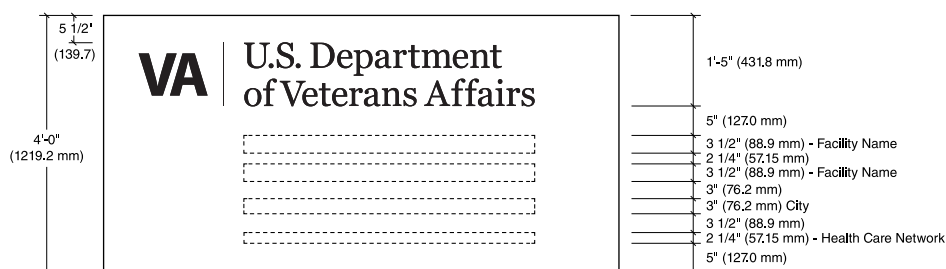 5 1/2"
(139.7)
4'-0"
(1219.2 mm)
VA
U.S. Department
of Veterans Affairs
1'-5" (431.8 mm)
5" (127.0 mm)
3 1/2" (88.9 mm) - Facility Name
2 1/4" (57.15 mm)
3 1/2" (88.9 mm) - Facility Name
3" (76.2 mm)
3" (76.2 mm) City
3 1/2" (88.9 mm)
2 1/4" (57.15 mm) - Health Care Network
5" (127.0 mm)